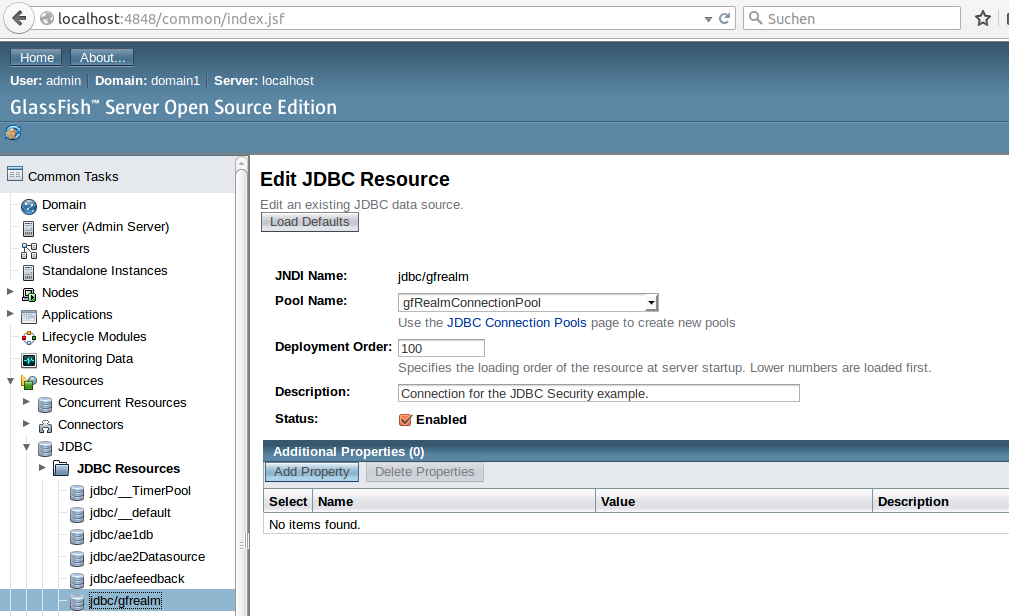 localhost:4848/common/index.jsf
Suchen
Home About...
User: admin Domain: domain1 Server: localhost
GlassFish™ Server Open Source Edition
Common Tasks
Domain
server (Admin Server)
Clusters
Standalone Instances
Nodes
Applications
Lifecycle Modules
Monitoring Data
Resources
Concurrent Resources
Connectors
JDBC
JDBC Resources
jdbc/__TimerPool
jdbc/__default
jdbc/ae1db
jdbc/ae2Datasource
jdbc/aefeedback
jdbc/gfrealm
Edit JDBC Resource
Edit an existing JDBC data source.
Load Defaults
JNDI Name: jdbc/gfrealm
Pool Name: gfRealmConnectionPool
Use the JDBC Connection Pools page to create new pools
Deployment Order: 100
Specifies the loading order of the resource at server startup. Lower numbers are loaded first.
Description: Connection for the JDBC Security example.
Status: Enabled
Additional Properties (0)
Add Property Delete Properties
Select Name Value Description
No items found.